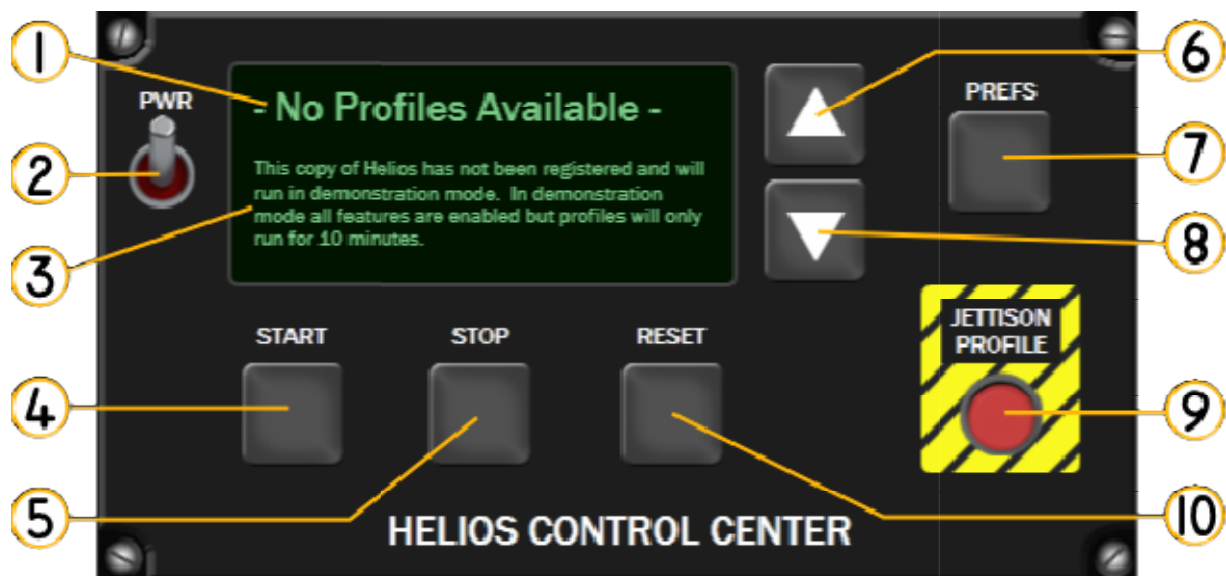 1
PWR
- No Profiles Available -
6
PREFS
2
This copy of Helios has not been registered and will
run in demonstration mode. In demonstration
mode all features are enabled but profiles will only
run for 10 minutes.
7
3
8
JETTISON
PROFILE
START
STOP
RESET
4
9
5
HELIOS CONTROL CENTER
10